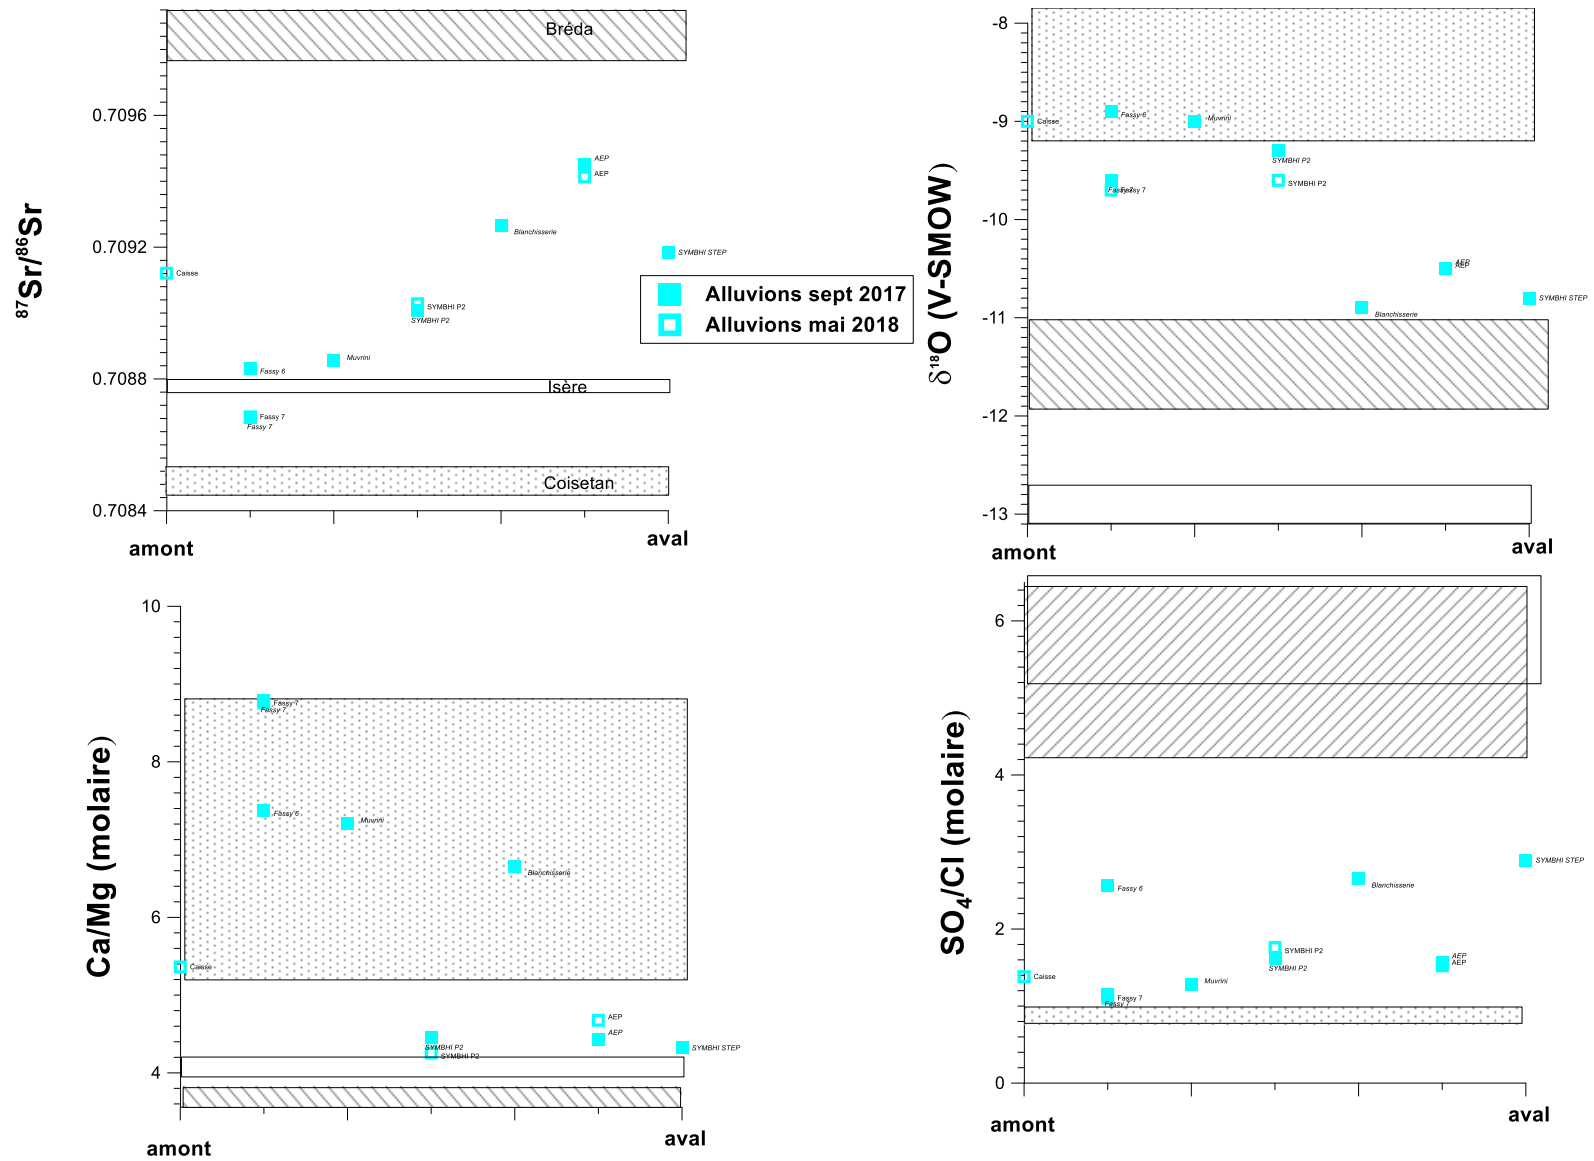 Bréda
0.7096
0.7092
0.7088
0.7084
87Sr/86Sr
AEP
AEP
Blanchisserie
SYMBHI STEP
Caisse
SYMBHI P2
SYMBHI P2
Muvrini
Fassy 6
Isère
Fassy 7
Fassy 7
Coisetan
amont
aval
Alluvions sept 2017
Alluvions mai 2018
-8
-9
-10
-11
-12
-13
δ18O (V-SMOW)
Caisse
Fassy 6
Muvrini
SYMBHI P2
Fassy 7
Fassy 7
SYMBHI P2
AEP
AEP
SYMBHI STEP
Blanchisserie
amont
aval
10
8
6
4
Ca/Mg (molaire)
Fassy 7
Fassy 7
Fassy 6
Muvrini
Blanchisserie
Caisse
AEP
AEP
SYMBHI P2
SYMBHI P2
SYMBHI STEP
amont
aval
6
4
2
0
SO4/Cl (molaire)
SYMBHI STEP
Fassy 6
Blanchisserie
SYMBHI P2
SYMBHI P2
AEP
AEP
Caisse
Muvrini
Fassy 7
Fassy 7
amont
aval